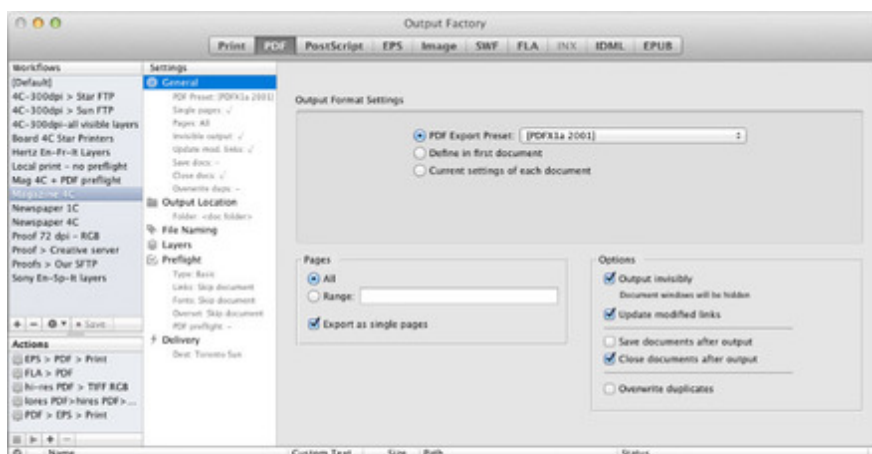 Output Factory
Print PDF PostScript EPS Image SWF FLA INX IDML EPUB
Workflows
[Default]
4C-300dpi > Star FTP
4C-300dpi > Sun FTP
4C-300dpi-all visible layers
Board 4C Star Printers
Hertz En-Fr-It Layers
Local print - no preflight
Mag 4C + PDF preflight
Magazine 4C
Newspaper 1C
Newspaper 4C
Proof 72 dpi - RGB
Proof > Creative server
Proofs > Our SFTP
Sony En-Sp-It layers
Save
Actions
EPS > PDF > Print
FLA > PDF
hi-res PDF > TIFF RGB
lores PDF>hires PDF>...
PDF > EPS > Print
Settings
General
PDF Preset: [PDFX1a 2001]
Single pages: √
Pages: All
Invisible output: √
Update mod. links: √
Save docs: -
Close docs: √
Overwrite dups: -
Output Location
Folder: <doc folder>
File Naming
Layers
Preflight
Type: Basic
Links: Skip document
Fonts: Skip document
Overset: Skip document
PDF preflight: -
Delivery
Dest: Toronto Sun
Output Format Settings
PDF Export Preset: [PDFX1a 2001]
Define in first document
Current settings of each document
Pages
All
Range:
Export as single pages
Options
Output invisibly
Document windows will be hidden
Update modified links
Save documents after output
Close documents after output
Overwrite duplicates
Name Custom Text Size Path Status